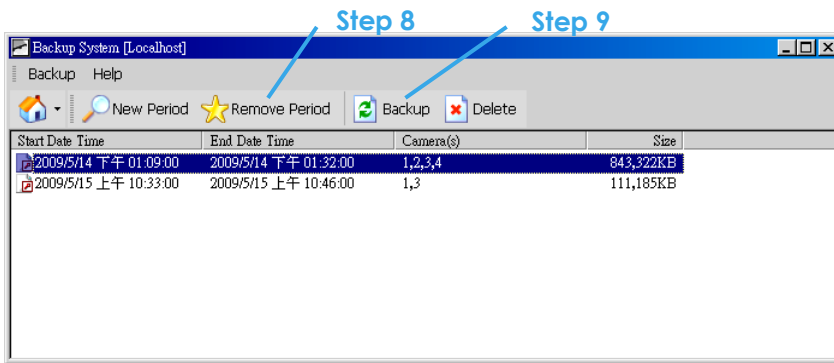 Step 8 Step 9
Backup System [Localhost]
Backup Help
New Period Remove Period Backup Delete
Start Date Time End Date Time Camera(s) Size
2009/5/14 下午 01:09:00 2009/5/14 下午 01:32:00 1,2,3,4 843,322KB
2009/5/15 上午 10:33:00 2009/5/15 上午 10:46:00 1,3 111,185KB